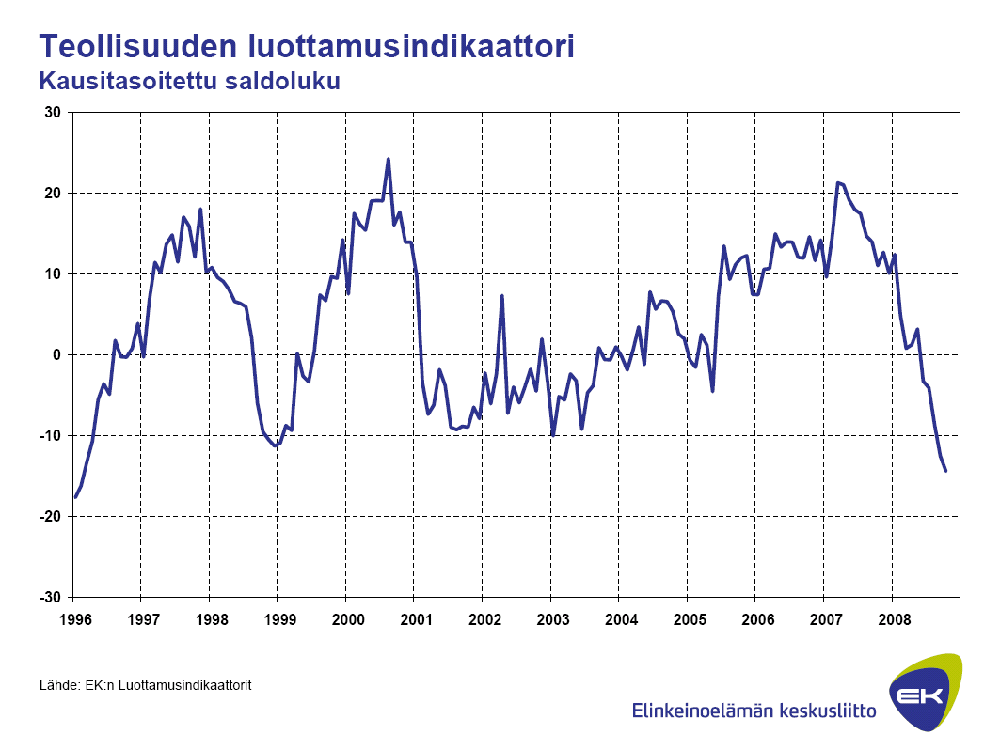 Teollisuuden luottamusindikaattori
Kausitasoitettu saldoluku
30
20
10
0
-10
-20
-30
1996 1997 1998 1999 2000 2001 2002 2003 2004 2005 2006 2007 2008
Lähde: EK:n Luottamusindikaattorit
Elinkeinoelämän keskusliitto
EK